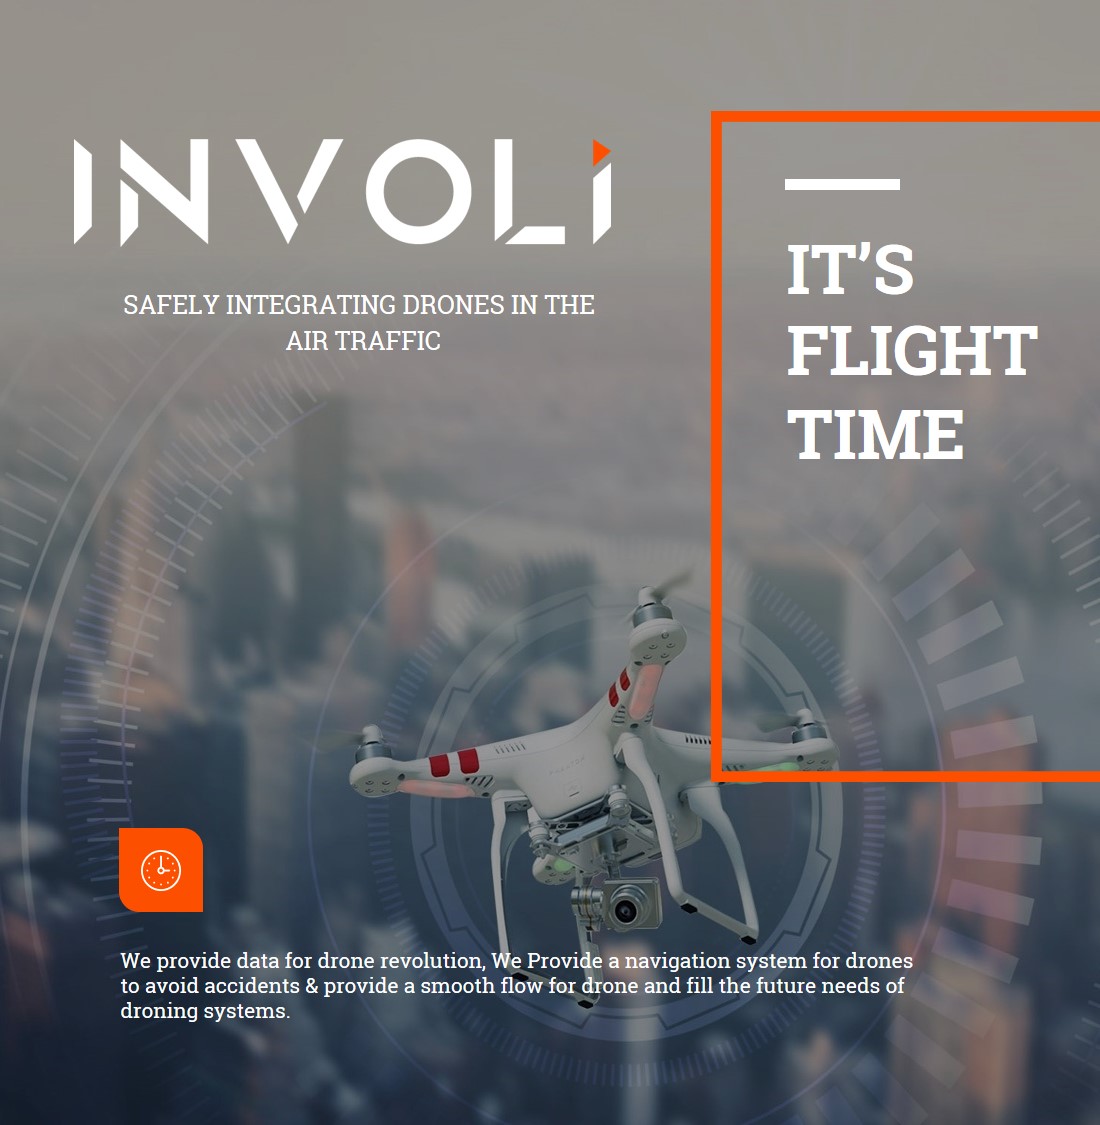 INVOLi
SAFELY INTEGRATING DRONES IN THE
AIR TRAFFIC
IT’S
FLIGHT
TIME
We provide data for drone revolution, We Provide a navigation system for drones
to avoid accidents & provide a smooth flow for drone and fill the future needs of
droning systems.